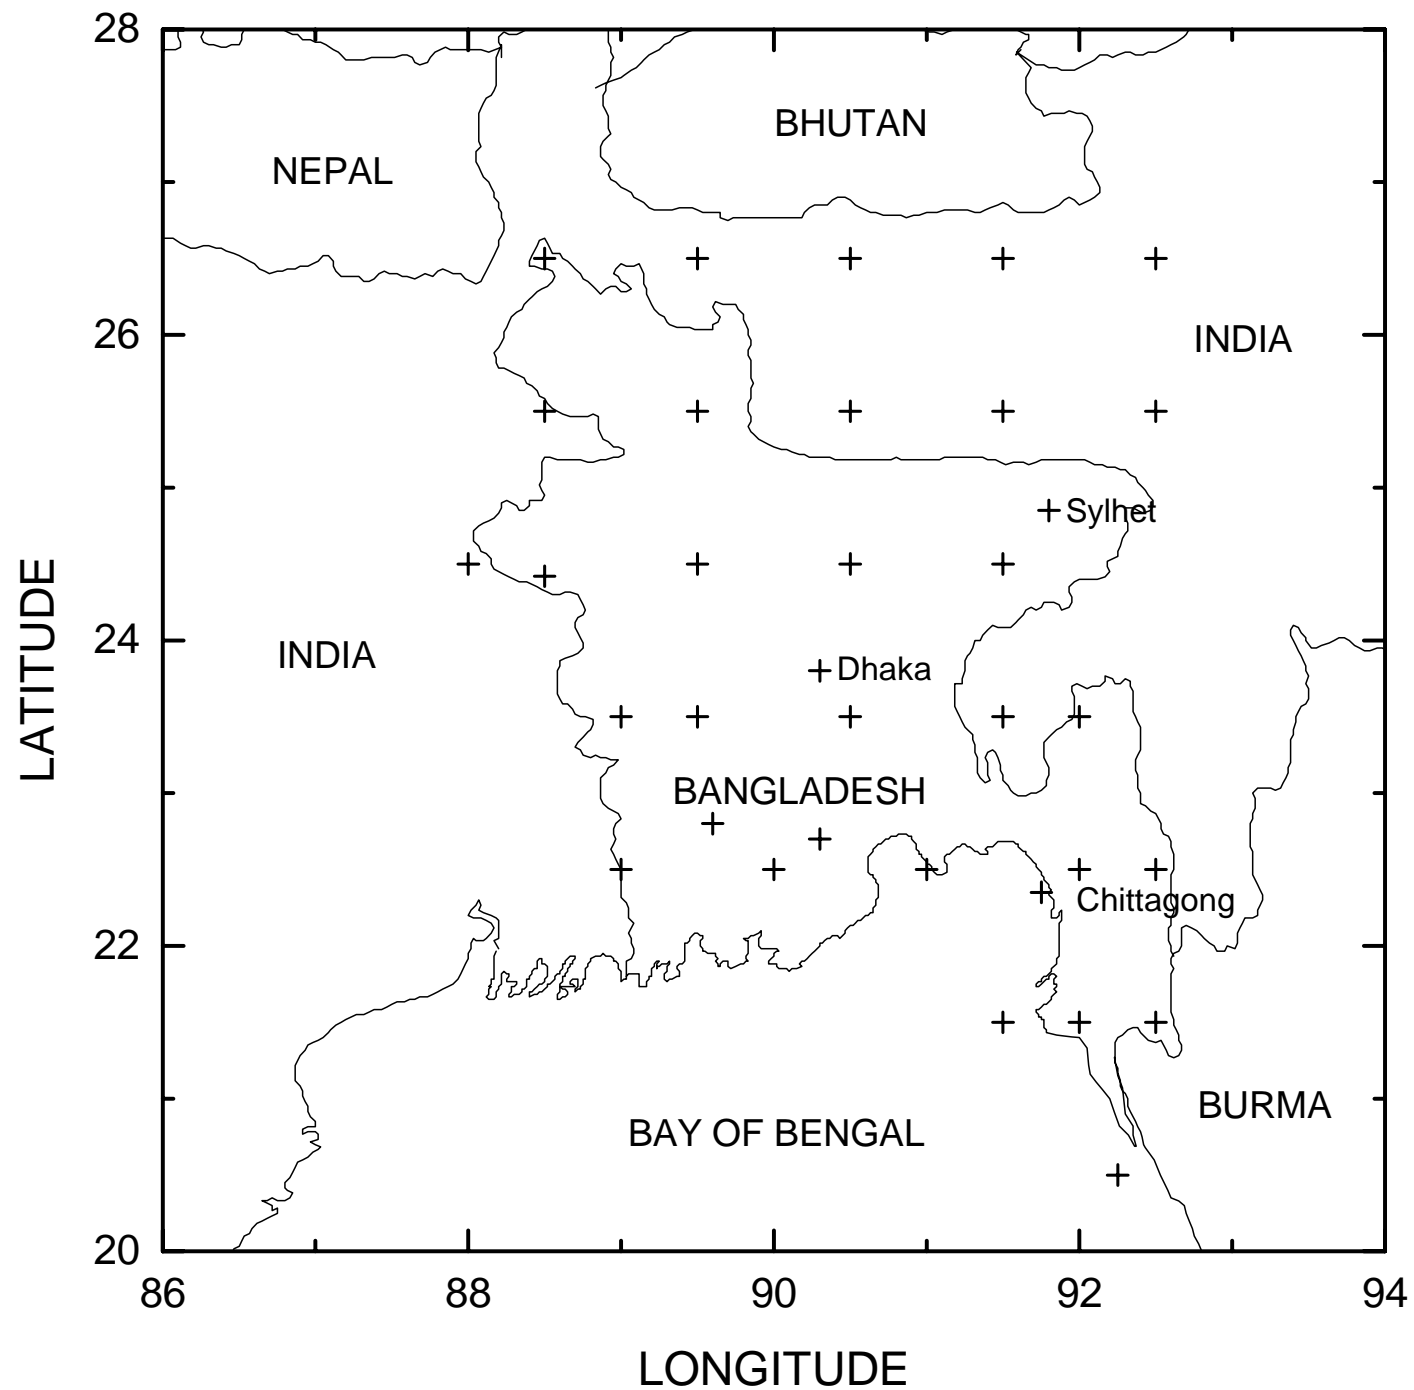 28
BHUTAN
NEPAL
26
INDIA
Sylhet
24
INDIA
Dhaka
LATITUDE
BANGLADESH
Chittagong
22
BURMA
BAY OF BENGAL
20
86 88 90 92 94
LONGITUDE